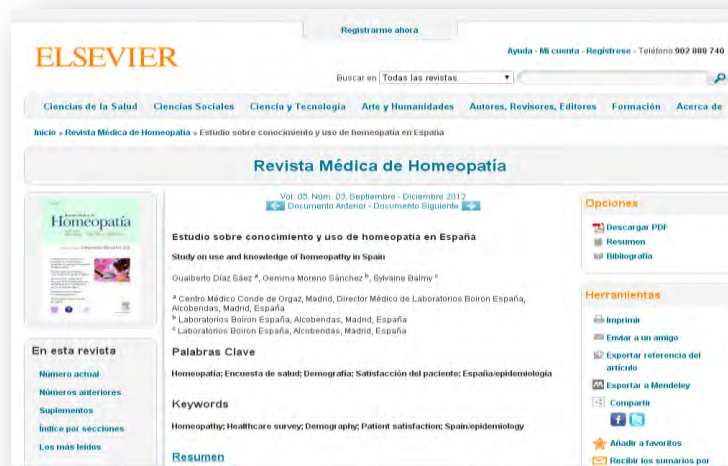 Registrarme ahora
ELSEVIER
Ayuda - Mi cuenta - Regístrese - Teléfono 902 888 740
Buscar en Todas las revistas
Ciencias de la Salud Ciencias Sociales Ciencia y Tecnología Arte y Humanidades Autores, Revisores, Editores Formación Acerca de
Inicio » Revista Médica de Homeopatía » Estudio sobre conocimiento y uso de homeopatía en España
Revista Médica de Homeopatía
Homeopatía
En esta revista
Número actual
Números anteriores
Suplementos
Índice por secciones
Los más leídos
Vol. 05. Núm. 03. Septiembre - Diciembre 2012
Documento Anterior - Documento Siguiente
Estudio sobre conocimiento y uso de homeopatía en España
Study on use and knowledge of homeopathy in Spain
Gualberto Díaz Sáez a, Gemma Moreno Sánchez b, Sylvaine Balmy c
a Centro Médico Conde de Orgaz, Madrid, Director Médico de Laboratorios Boiron España,
Alcobendas, Madrid, España
b Laboratorios Boiron España, Alcobendas, Madrid, España
c Laboratorios Boiron España, Alcobendas, Madrid, España
Palabras Clave
Homeopatía; Encuesta de salud; Demografía; Satisfacción del paciente; España/epidemiología
Keywords
Homeopathy; Healthcare survey; Demography; Patient satisfaction; Spain/epidemiology
Resumen
Opciones
Descargar PDF
Resumen
Bibliografía
Herramientas
Imprimir
Enviar a un amigo
Exportar referencia del
artículo
Exportar a Mendeley
Compartir
Añadir a favoritos
Recibir los sumarios por